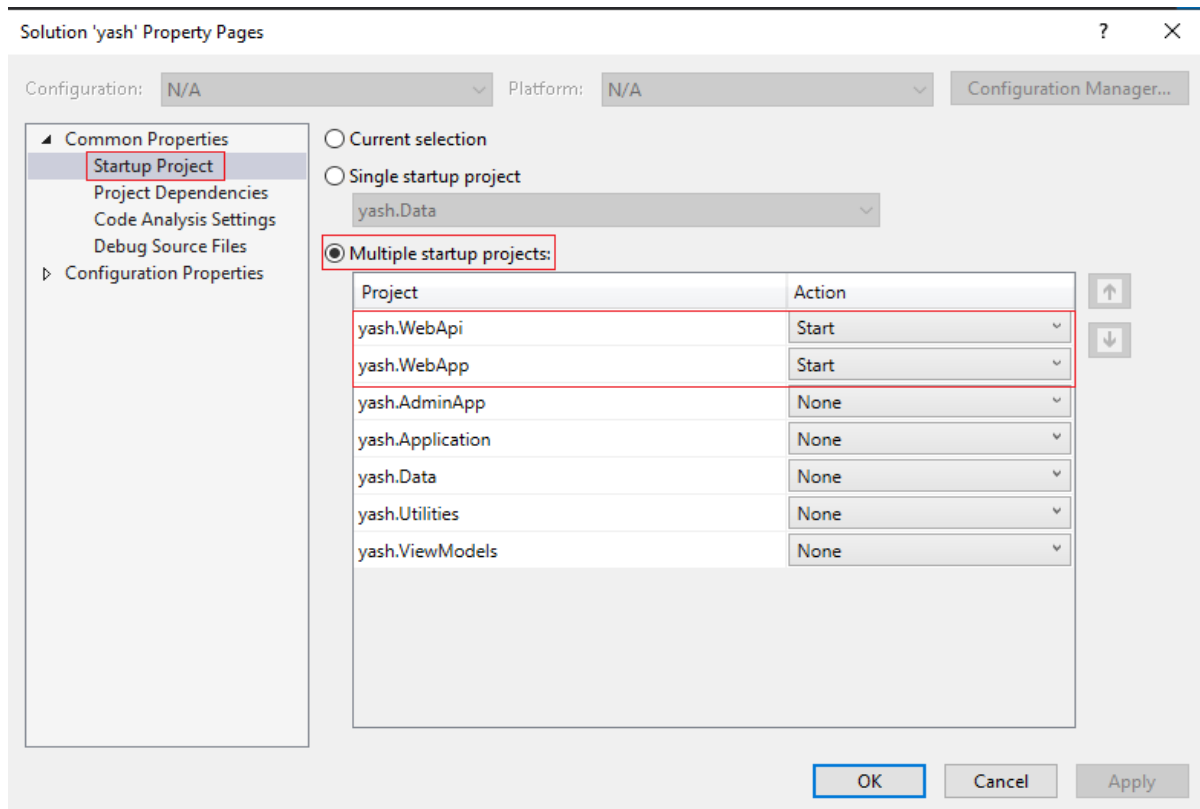 Solution 'yash' Property Pages ?
Configuration: N/A Platform: N/A Configuration Manager...
Common Properties
Startup Project
Project Dependencies
Code Analysis Settings
Debug Source Files
Configuration Properties
Current selection
Single startup project
yash.Data
Multiple startup projects:
Project Action
yash.WebApi Start
yash.WebApp Start
yash.AdminApp None
yash.Application None
yash.Data None
yash.Utilities None
yash.ViewModels None
OK Cancel Apply